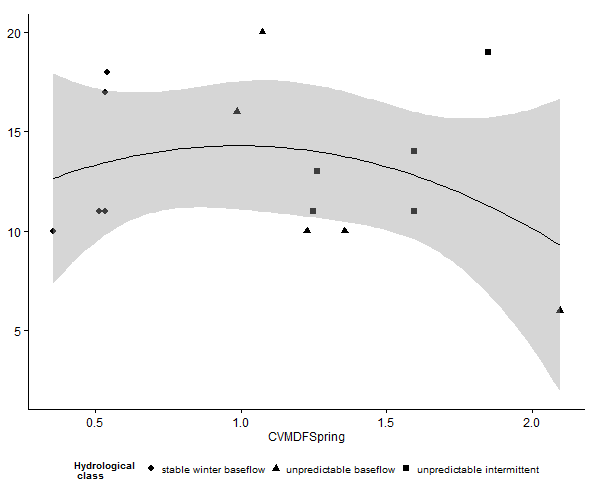 20
15
10
5
0.5 1.0 1.5 2.0
CVMDFSpring
Hydrological
class
stable winter baseflow unpredictable baseflow unpredictable intermittent